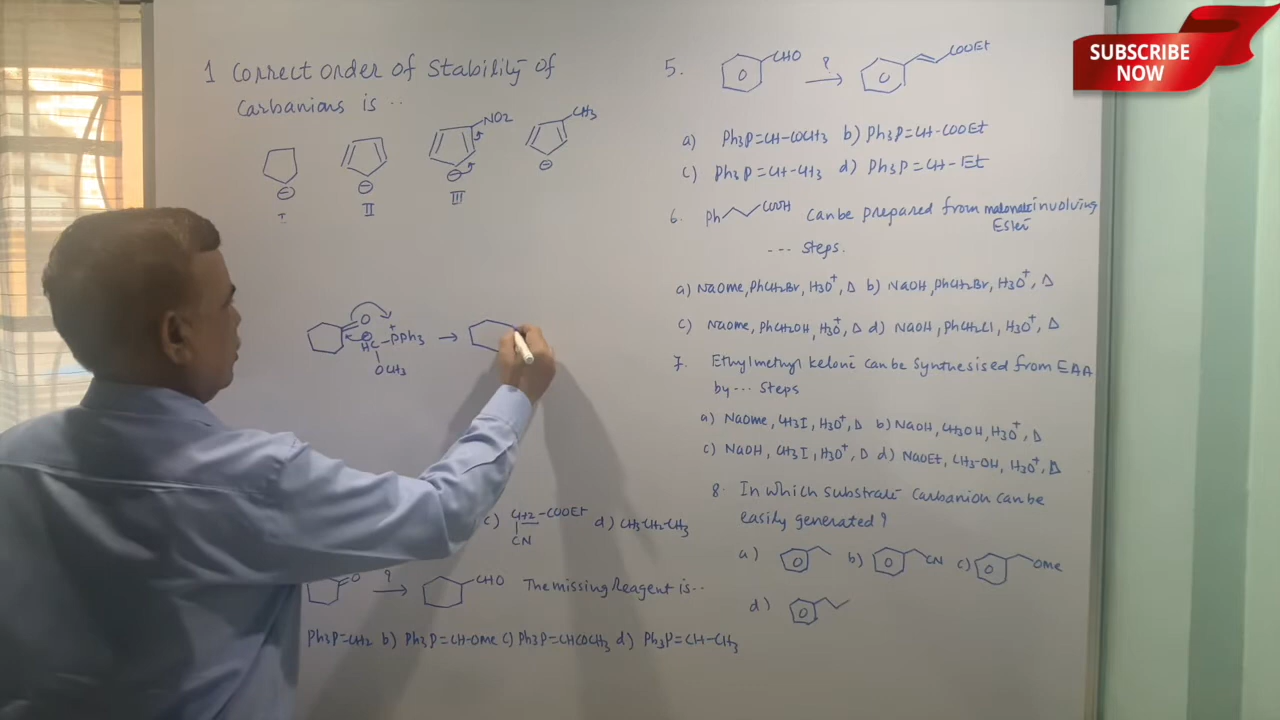 1 Correct order of Stability of
Carbanions is ..
NO2
CH3
I
II
III
O
HC - PPh3
+
OCH3
c) CH2-COOEt d) CH3-CH2-CH3
CN
O ? CHO The missing Reagent is..
Ph3P=CH2 b) Ph3P=CH-OMe c) Ph3P=CHCOCH3 d) Ph3P=CH-CH3
5. CHO ? COOEt
a) Ph3P=CH-COCH3 b) Ph3P=CH-COOEt
c) Ph3P=CH-CH3 d) Ph3P=CH-Et
6. Ph COOH Can be prepared from malonate involving
Ester
--- Steps.
a) NaOMe, PhCH2Br, H3O+, Δ b) NaOH, PhCH2Br, H3O+, Δ
c) NaOMe, PhCH2OH, H3O+, Δ d) NaOH, PhCH2Cl, H3O+, Δ
7. Ethylmethyl ketone can be Synthesised from EAA
by --- Steps
a) NaOMe, CH3I, H3O+, Δ b) NaOH, CH3OH, H3O+, Δ
c) NaOH, CH3I, H3O+, Δ d) NaOEt, CH3-OH, H3O+, Δ
8. In which substrate Carbanion can be
easily generated?
a) b) CN c) OMe
d)
SUBSCRIBE
NOW